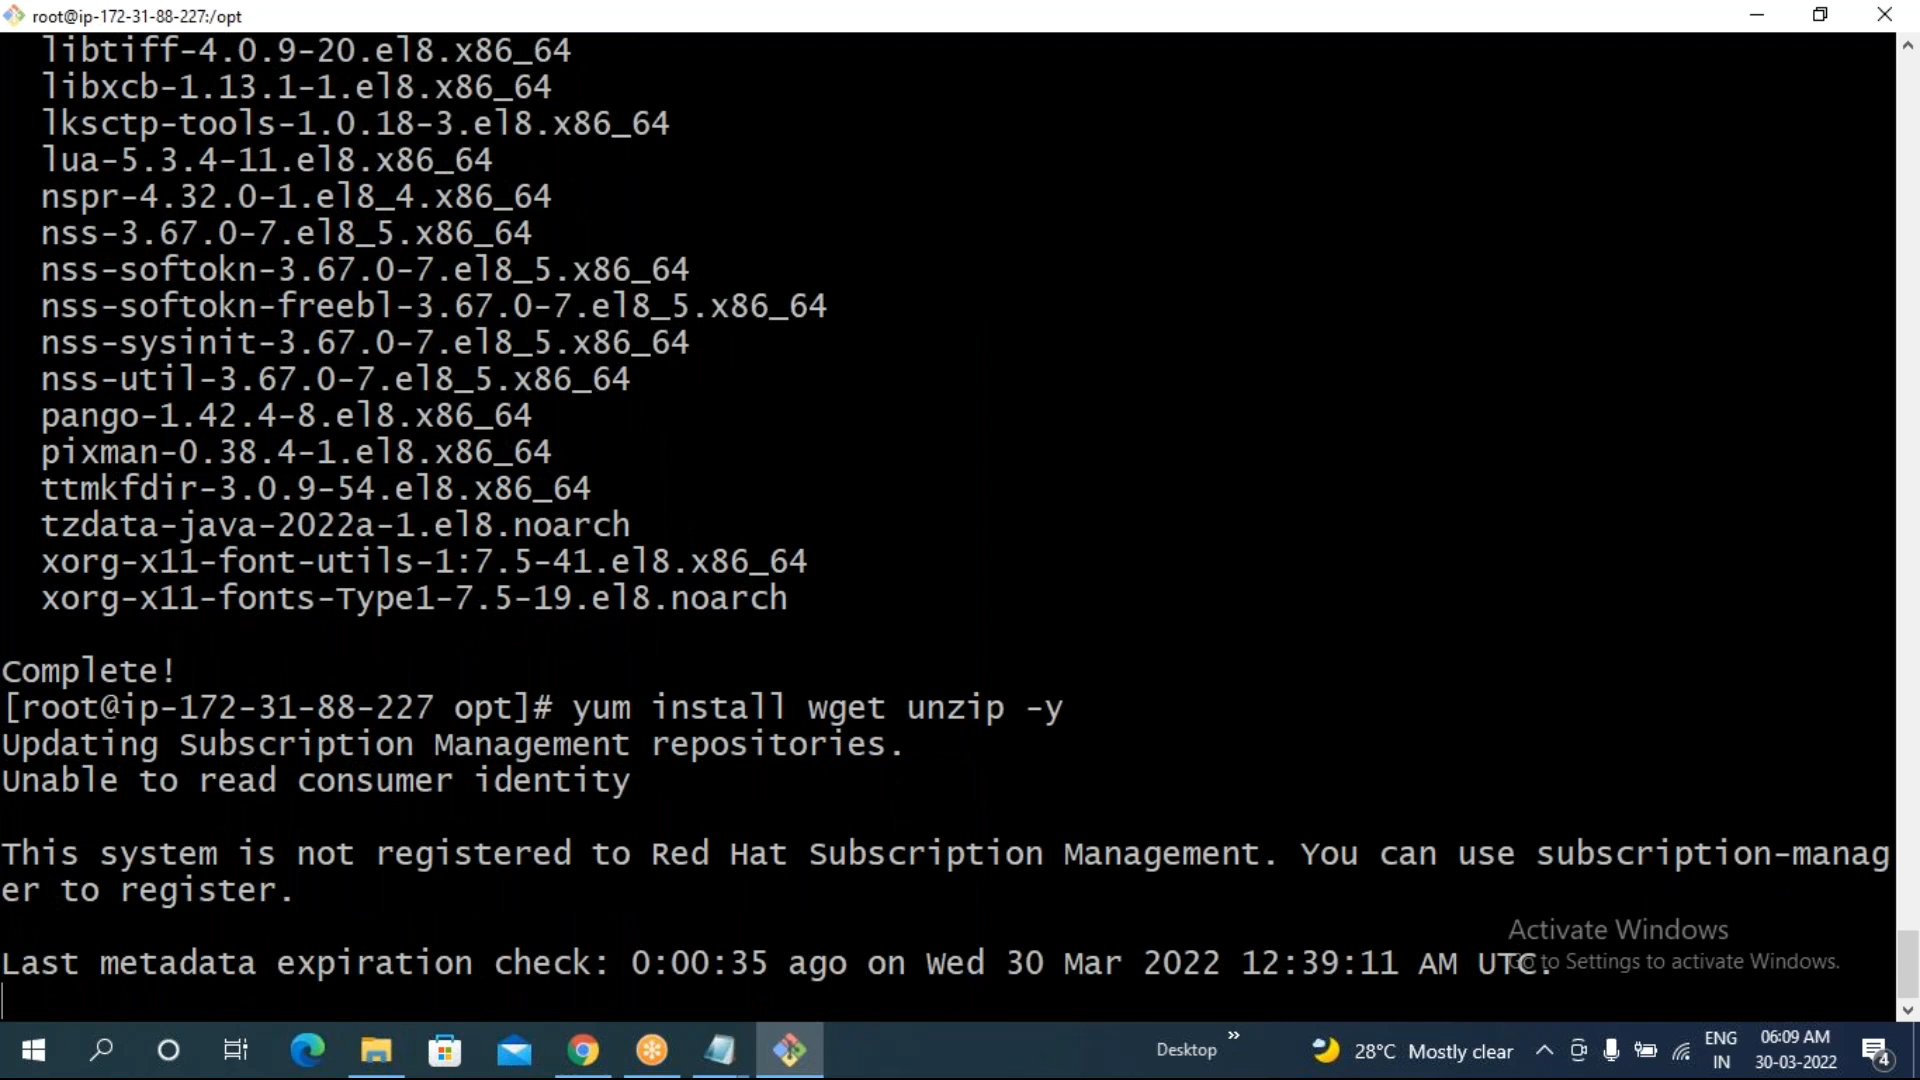 root@ip-172-31-88-227:/opt
libtiff-4.0.9-20.el8.x86_64
libxcb-1.13.1-1.el8.x86_64
lksctp-tools-1.0.18-3.el8.x86_64
lua-5.3.4-11.el8.x86_64
nspr-4.32.0-1.el8_4.x86_64
nss-3.67.0-7.el8_5.x86_64
nss-softokn-3.67.0-7.el8_5.x86_64
nss-softokn-freebl-3.67.0-7.el8_5.x86_64
nss-sysinit-3.67.0-7.el8_5.x86_64
nss-util-3.67.0-7.el8_5.x86_64
pango-1.42.4-8.el8.x86_64
pixman-0.38.4-1.el8.x86_64
ttmkfdir-3.0.9-54.el8.x86_64
tzdata-java-2022a-1.el8.noarch
xorg-x11-font-utils-1:7.5-41.el8.x86_64
xorg-x11-fonts-Type1-7.5-19.el8.noarch
Complete!
[root@ip-172-31-88-227 opt]# yum install wget unzip -y
Updating Subscription Management repositories.
Unable to read consumer identity
This system is not registered to Red Hat Subscription Management. You can use subscription-manag
er to register.
Activate Windows
Last metadata expiration check: 0:00:35 ago on Wed 30 Mar 2022 12:39:11 AM UTC.
Go to Settings to activate Windows.
Desktop
28°C Mostly clear
ENG
IN
06:09 AM
30-03-2022
4